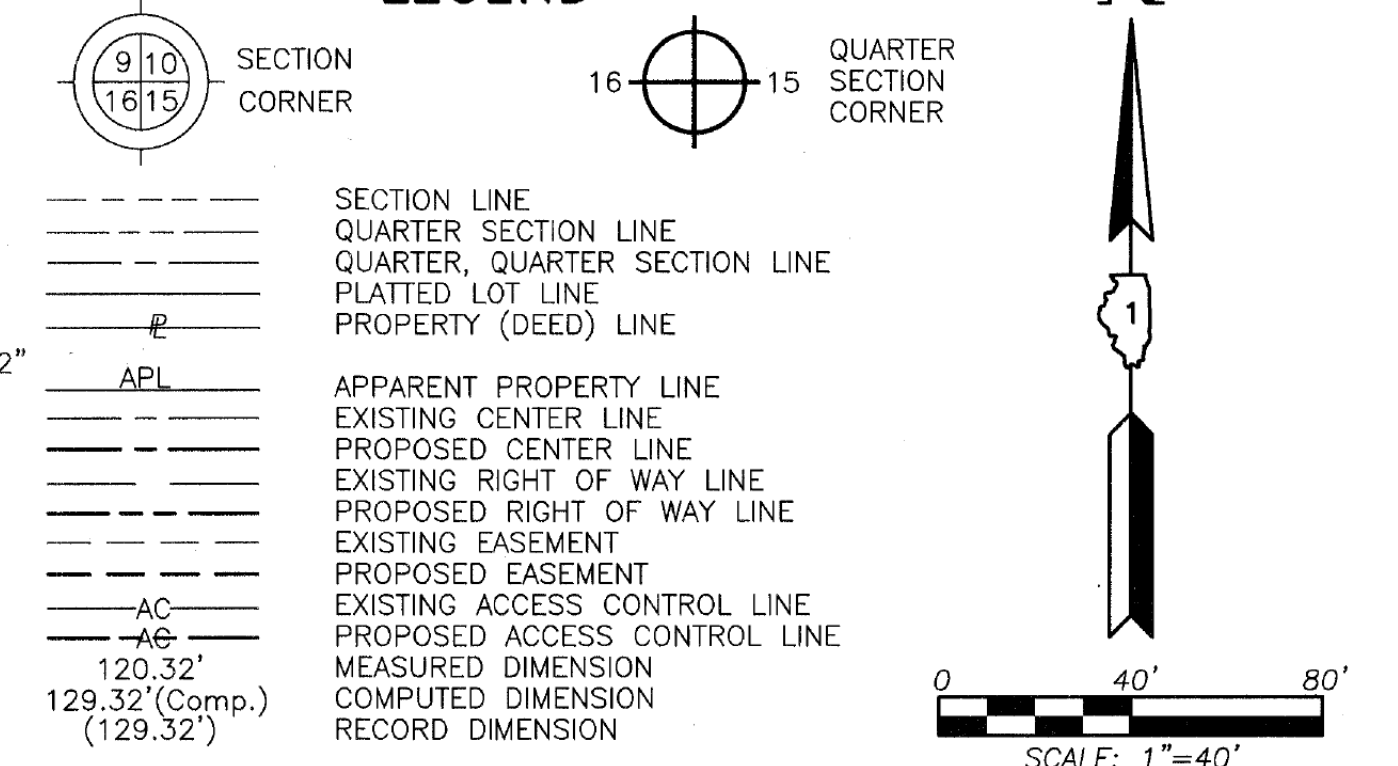 LEGEND
9 10 SECTION
16 15 CORNER
16 15
QUARTER
SECTION
CORNER
SECTION LINE
QUARTER SECTION LINE
QUARTER, QUARTER SECTION LINE
PLATTED LOT LINE
PL PROPERTY (DEED) LINE
2"
APL APPARENT PROPERTY LINE
EXISTING CENTER LINE
PROPOSED CENTER LINE
EXISTING RIGHT OF WAY LINE
PROPOSED RIGHT OF WAY LINE
EXISTING EASEMENT
PROPOSED EASEMENT
AC EXISTING ACCESS CONTROL LINE
AC PROPOSED ACCESS CONTROL LINE
120.32' MEASURED DIMENSION
129.32'(Comp.) COMPUTED DIMENSION
(129.32') RECORD DIMENSION
1
0 40' 80'
SCALE: 1"=40'